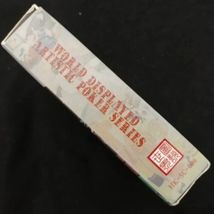 WORLD DISPLAYED
ARTISTIC POKER SERIES